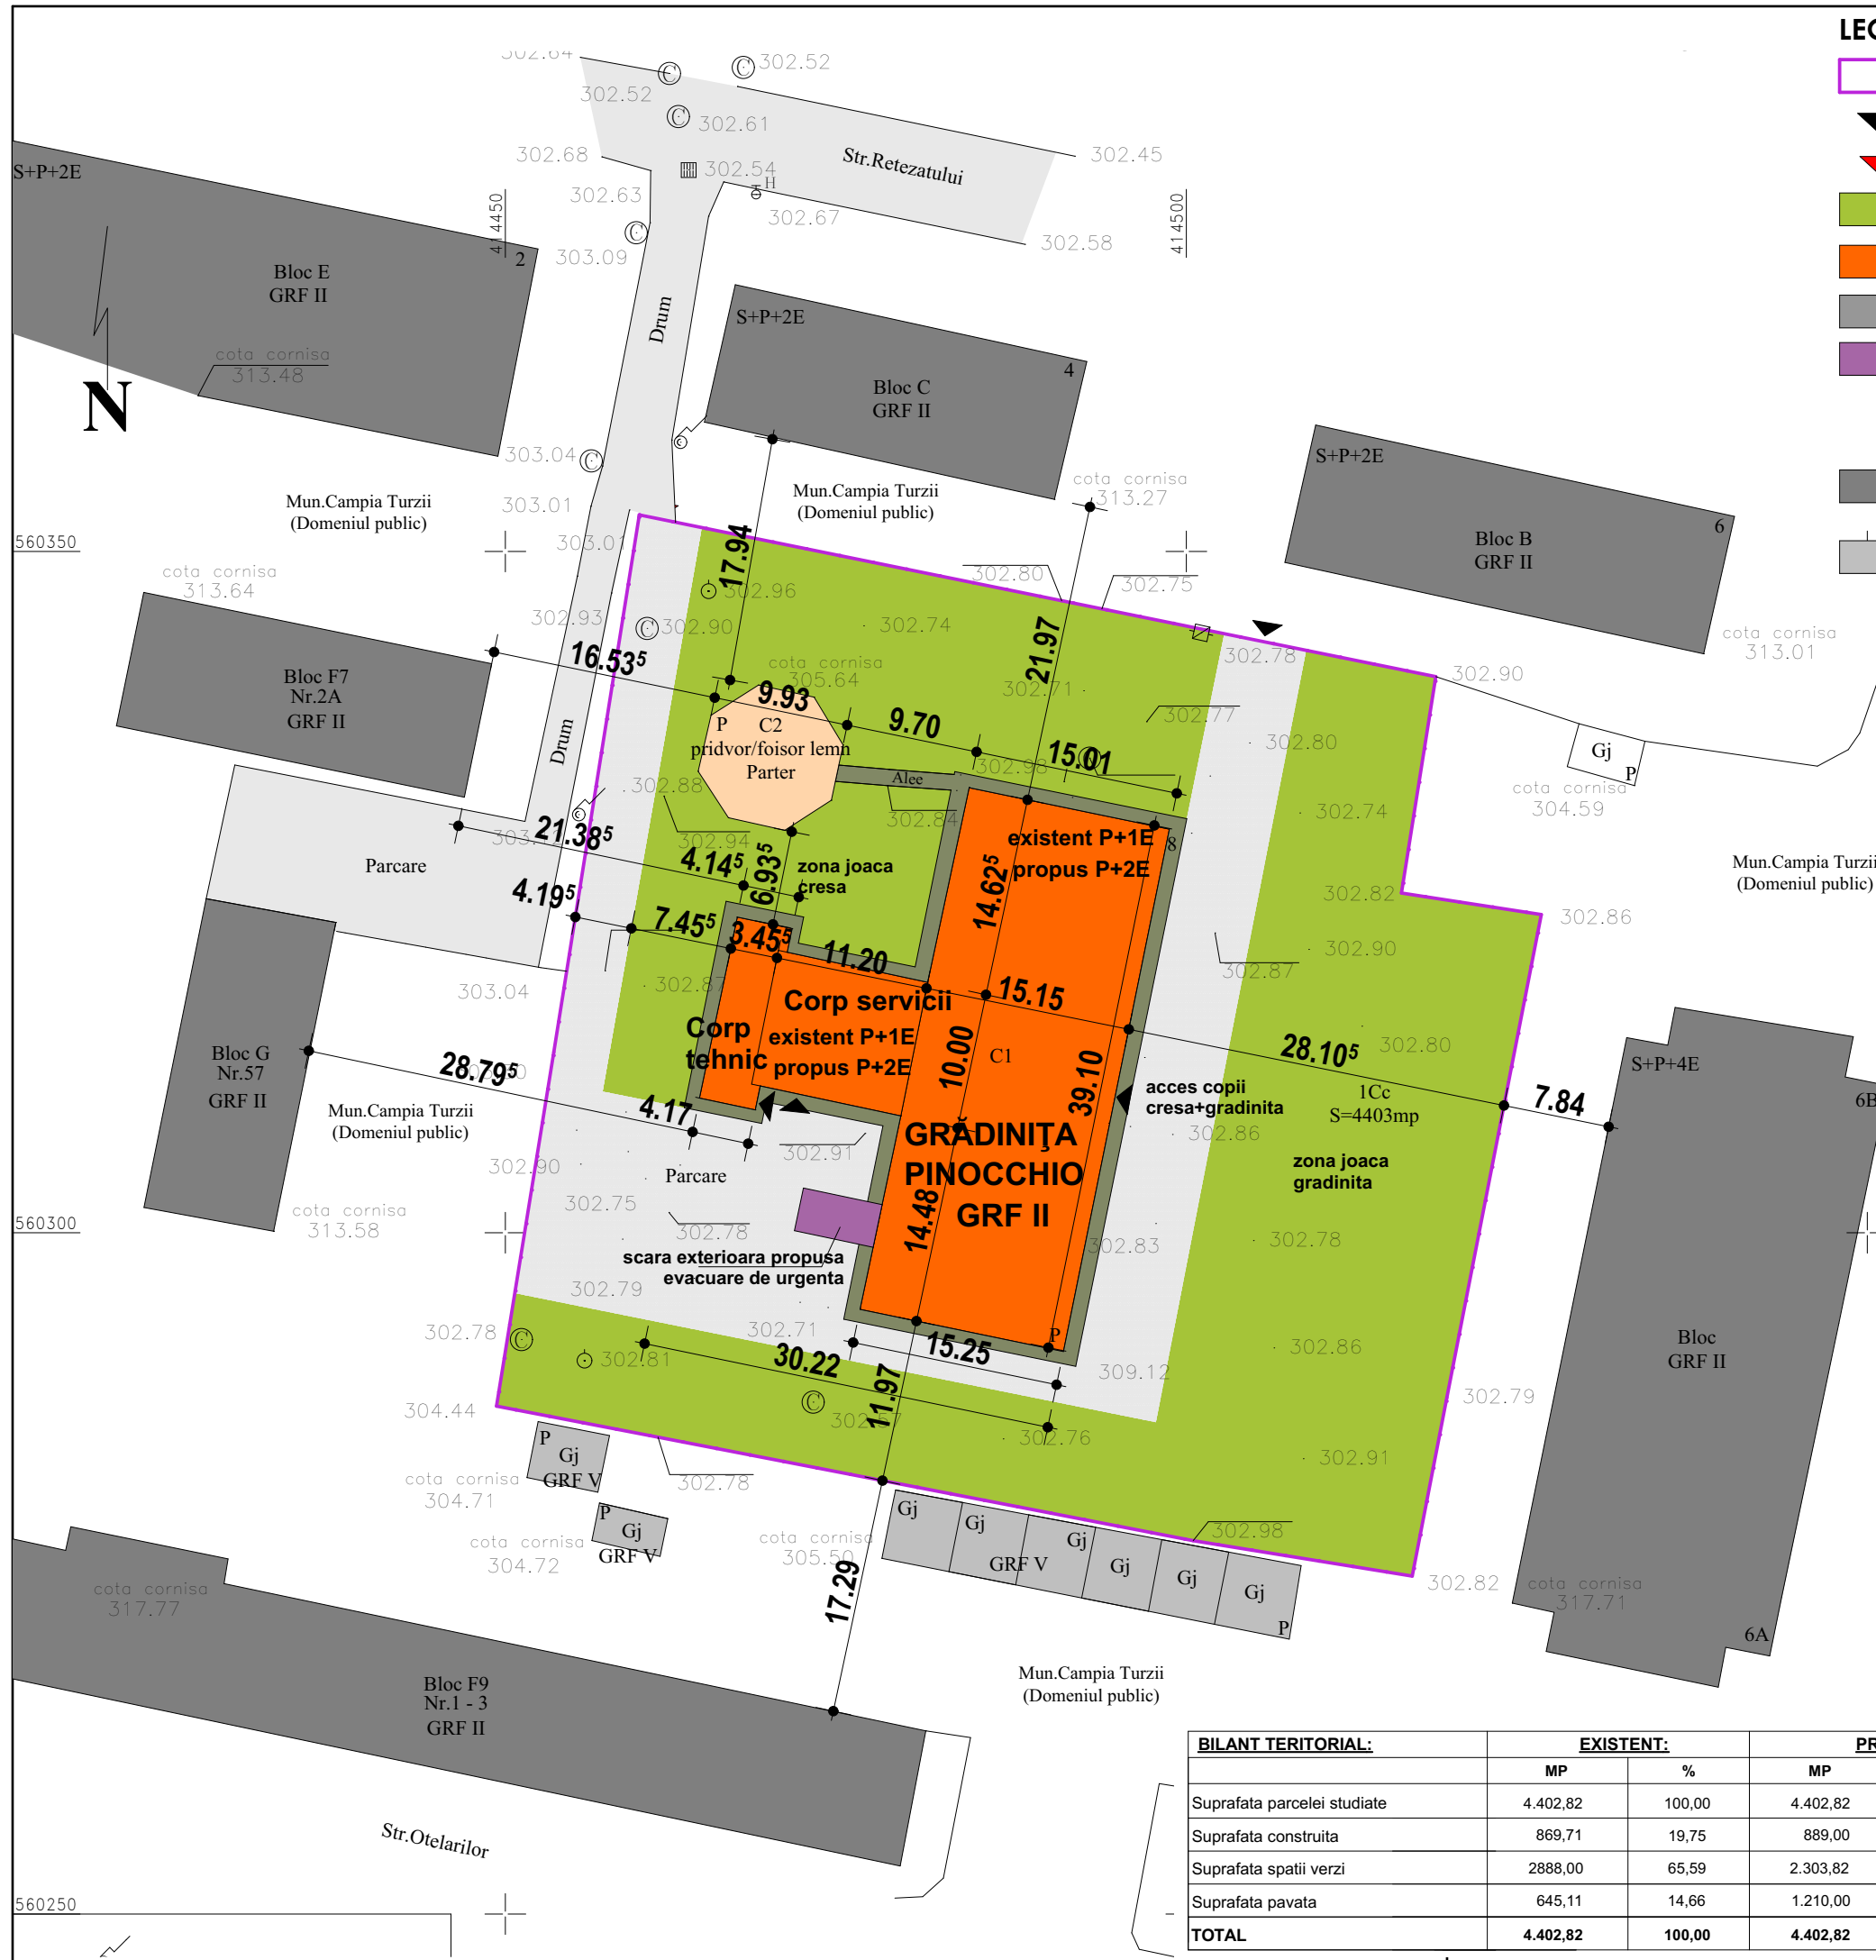 LEG
302.64
302.52
302.52
302.61
302.68
302.54
302.45
Str.Retezatului
S+P+2E
302.63
H
302.67
414450
414500
302.58
2
303.09
Bloc E
GRF II
Drum
S+P+2E
cota cornisa
313.48
N
Bloc C
GRF II
4
S+P+2E
303.04
cota cornisa
313.27
Mun.Campia Turzii
(Domeniul public)
303.01
Mun.Campia Turzii
(Domeniul public)
6
Bloc B
GRF II
560350
303.01
17.94
cota cornisa
313.64
302.80
302.75
302.96
302.93
302.90
302.74
21.97
302.78
cota cornisa
313.01
16.53⁵
cota cornisa
305.64
302.90
Bloc F7
Nr.2A
GRF II
302.71
9.93
9.70
302.77
P
C2
pridvor/foisor lemn
Parter
Drum
302.80
Gj
P
15.01
302.98
Alee
302.88
302.84
302.74
cota cornisa
304.59
21.38⁵
302.94
existent P+1E
propus P+2E
8
Parcare
4.14⁵
6.93⁵
zona joaca
cresa
14.62⁵
Mun.Campia Turzii
(Domeniul public)
4.19⁵
302.82
302.86
7.45⁵
3.45⁵
11.20
302.90
302.87
303.04
302.87
15.15
Corp servicii
existent P+1E
propus P+2E
Corp
tehnic
C1
10.00
39.10
28.10⁵
302.80
Bloc G
Nr.57
GRF II
28.79⁵
S+P+4E
6B
acces copii
cresa+gradinita
1Cc
S=4403mp
7.84
4.17
Mun.Campia Turzii
(Domeniul public)
GRĂDINIŢA
PINOCCHIO
GRF II
302.86
302.91
302.90
Parcare
zona joaca
gradinita
302.75
cota cornisa
313.58
560300
302.78
14.48
302.83
302.78
scara exterioara propusa
evacuare de urgenta
302.79
302.78
302.71
P
302.81
15.25
30.22
302.86
Bloc
GRF II
309.12
11.97
304.44
302.79
302.76
302.91
P
Gj
GRF V
cota cornisa
304.71
302.78
P
Gj
GRF V
cota cornisa
304.72
cota cornisa
305.50
Gj
Gj
Gj
GRF V
Gj
Gj
Gj
P
302.98
302.82
cota cornisa
317.71
cota cornisa
317.77
17.29
6A
Mun.Campia Turzii
(Domeniul public)
Bloc F9
Nr.1 - 3
GRF II
Str.Otelarilor
560250
BILANT TERITORIAL: EXISTENT: PR
MP % MP
Suprafata parcelei studiate 4.402,82 100,00 4.402,82
Suprafata construita 869,71 19,75 889,00
Suprafata spatii verzi 2888,00 65,59 2.303,82
Suprafata pavata 645,11 14,66 1.210,00
TOTAL 4.402,82 100,00 4.402,82